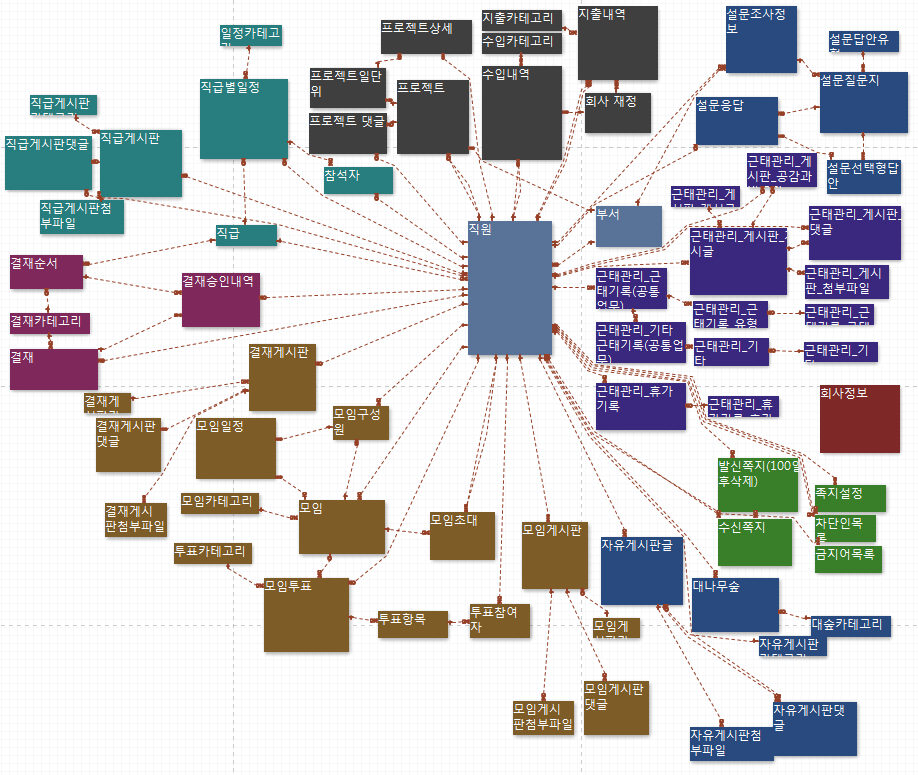 일정카테고
프로젝트상세
지출카테고리
지출내역
수입카테고리
설문조사정
보
설문답안유
프로젝트일단
위
수입내역
직급별일정
프로젝트
회사 재정
설문질문지
직급게시판
설문응답
프로젝트 댓글
직급게시판댓글
직급게시판
참석자
근태관리_게
시판_공감과
설문선택형답
안
직급게시판첨
부파일
근태관리_게
부서
근태관리_게시판_
댓글
직원
직급
근태관리_게시판_
시글
결재순서
결재승인내역
근태관리_근
태기록(공통
업무)
근태관리_게시
판_첨부파일
결재카테고리
근태관리_근
태기록_유형
근태관리_근
근태관리_기타
근태기록(공통업
무)
근태관리_기
타
근태관리_기
결재
결재게시판
근태관리_휴가
기록
회사정보
결재게
근태관리_휴
결재게시판
댓글
모임일정
모임구성
원
발신쪽지(100일
후삭제)
쪽지설정
결재게시
판첨부파일
모임카테고리
모임
모임초대
모임게시판
수신쪽지
차단인목
록
금지어목록
투표카테고리
자유게시판글
모임투표
대나무숲
투표항목
투표참여
자
모임게
대숲카테고리
자유게시판
모임게시
판첨부파일
모임게시판
댓글
자유게시판첨
부파일
자유게시판댓
글